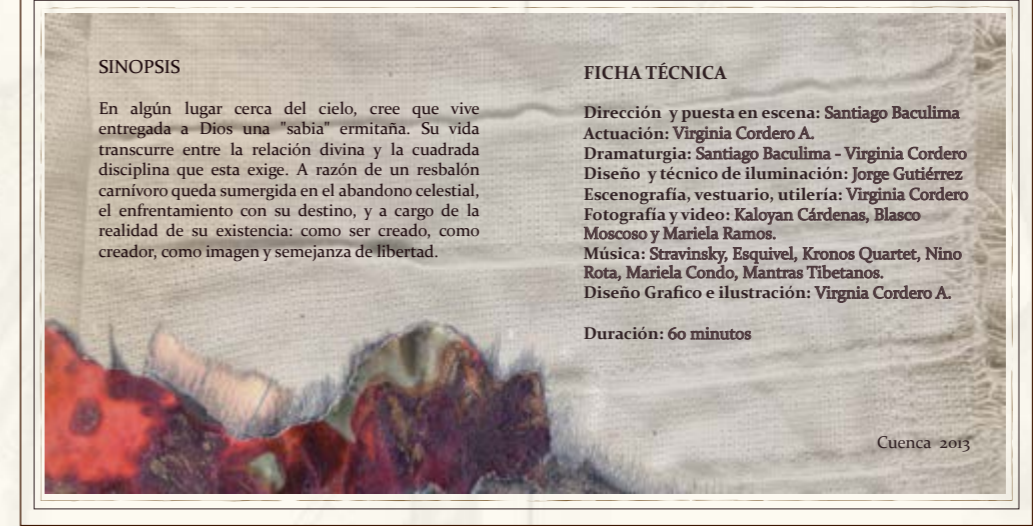 SINOPSIS
En algún lugar cerca del cielo, cree que vive
entregada a Dios una "sabia" ermitaña. Su vida
transcurre entre la relación divina y la cuadrada
disciplina que esta exige. A razón de un resbalón
carnívoro queda sumergida en el abandono celestial,
el enfrentamiento con su destino, y a cargo de la
realidad de su existencia: como ser creado, como
creador, como imagen y semejanza de libertad.
FICHA TÉCNICA
Dirección y puesta en escena: Santiago Baculima
Actuación: Virginia Cordero A.
Dramaturgia: Santiago Baculima - Virginia Cordero
Diseño y técnico de iluminación: Jorge Gutiérrez
Escenografía, vestuario, utilería: Virginia Cordero
Fotografía y video: Kaloyan Cárdenas, Blasco
Moscoso y Mariela Ramos.
Música: Stravinsky, Esquivel, Kronos Quartet, Nino
Rota, Mariela Condo, Mantras Tibetanos.
Diseño Grafico e ilustración: Virgnia Cordero A.
Duración: 60 minutos
Cuenca 2013